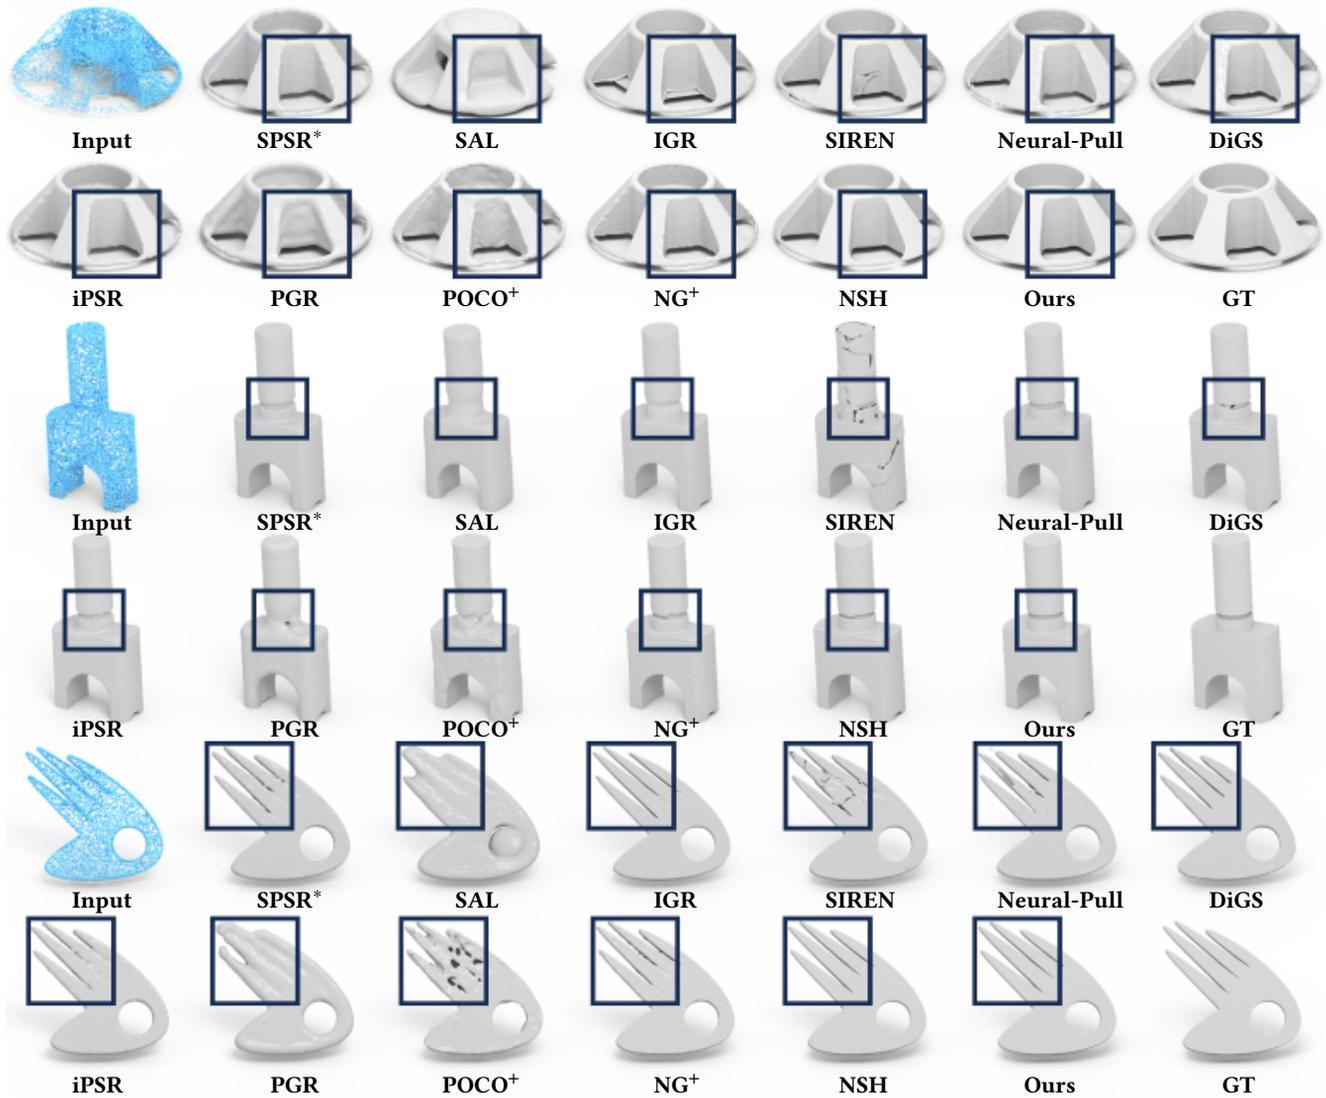 Input SPSR* SAL IGR SIREN Neural-Pull DiGS
iPSR PGR POCO+ NG+ NSH Ours GT
Input SPSR* SAL IGR SIREN Neural-Pull DiGS
iPSR PGR POCO+ NG+ NSH Ours GT
Input SPSR* SAL IGR SIREN Neural-Pull DiGS
iPSR PGR POCO+ NG+ NSH Ours GT